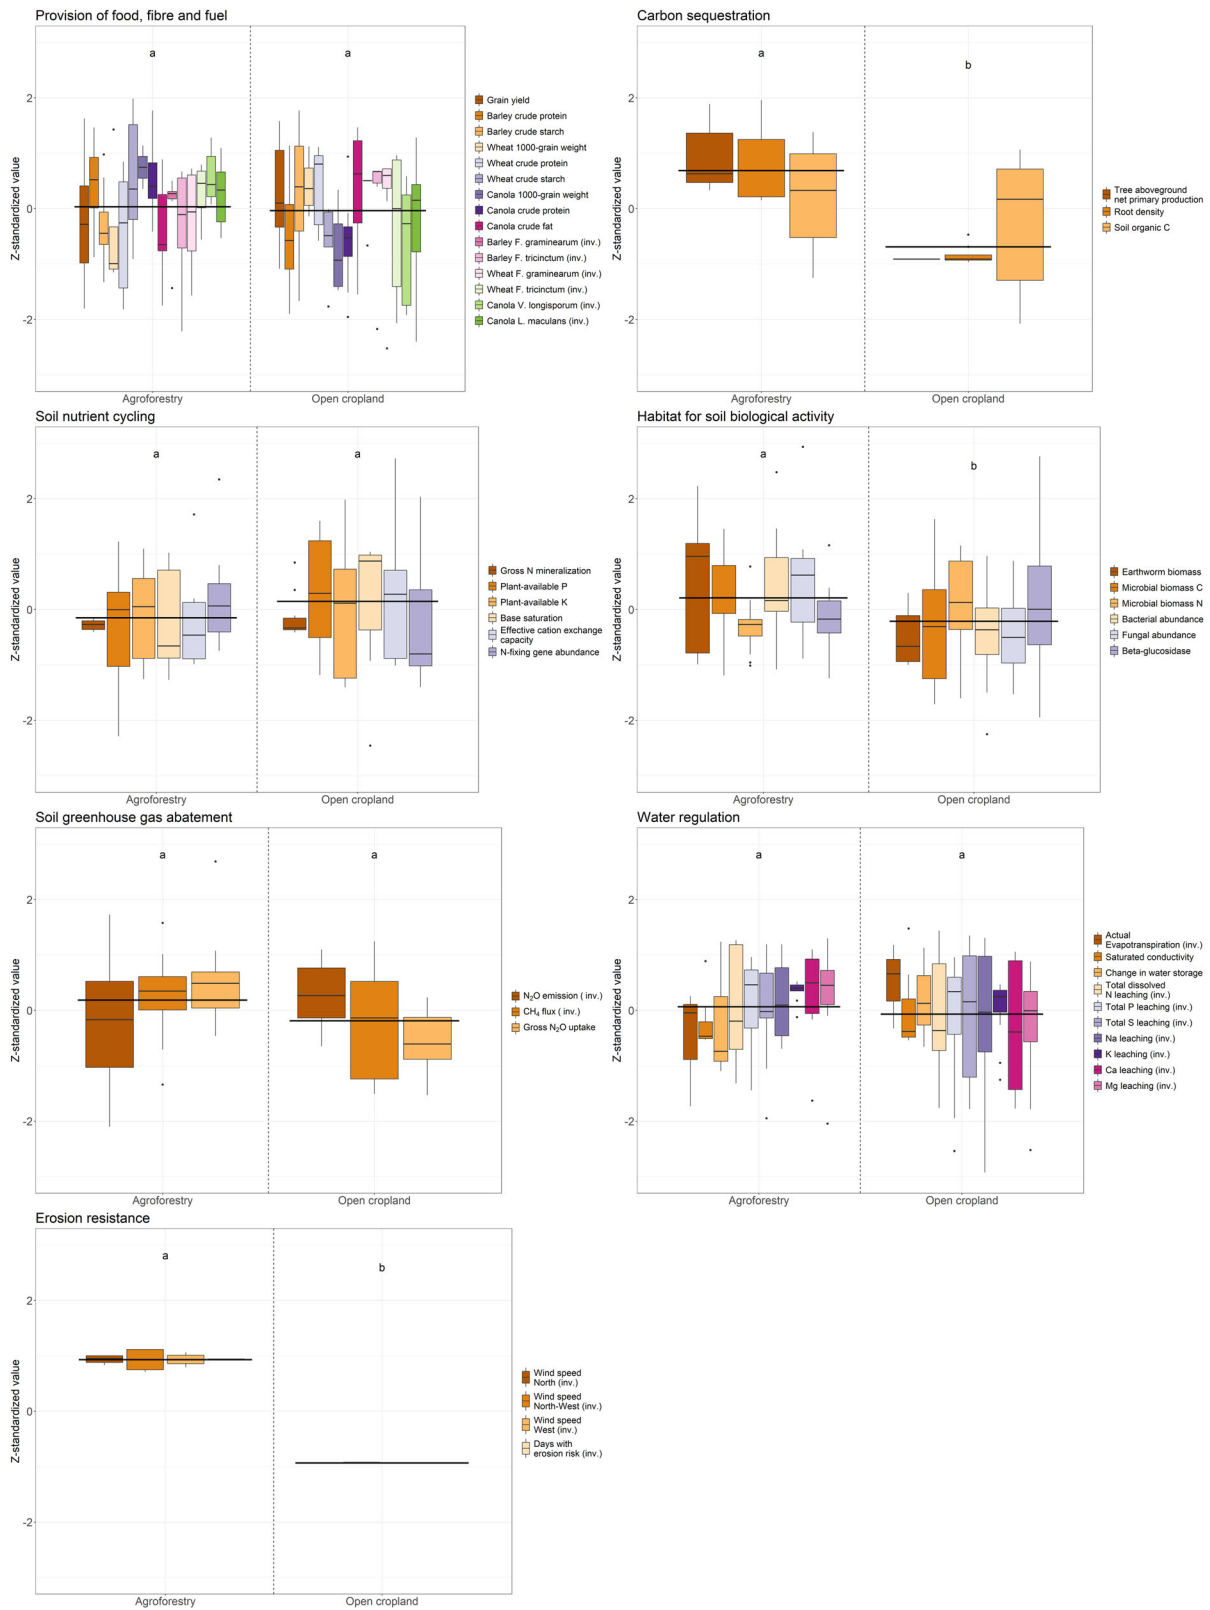 Provision of food, fibre and fuel
a
a
2
0
-2
Z-standardized value
Agroforestry
Open cropland
Grain yield
Barley crude protein
Barley crude starch
Wheat 1000-grain weight
Wheat crude protein
Wheat crude starch
Canola 1000-grain weight
Canola crude protein
Canola crude fat
Barley F. graminearum (inv.)
Barley F. tricinctum (inv.)
Wheat F. graminearum (inv.)
Wheat F. tricinctum (inv.)
Canola V. longisporum (inv.)
Canola L. maculans (inv.)
Carbon sequestration
a
b
2
0
-2
Z-standardized value
Agroforestry
Open cropland
Tree aboveground
net primary production
Root density
Soil organic C
Soil nutrient cycling
a
a
2
0
-2
Z-standardized value
Agroforestry
Open cropland
Gross N mineralization
Plant-available P
Plant-available K
Base saturation
Effective cation exchange
capacity
N-fixing gene abundance
Habitat for soil biological activity
a
b
2
0
-2
Z-standardized value
Agroforestry
Open cropland
Earthworm biomass
Microbial biomass C
Microbial biomass N
Bacterial abundance
Fungal abundance
Beta-glucosidase
Soil greenhouse gas abatement
a
a
2
0
-2
Z-standardized value
Agroforestry
Open cropland
N₂O emission ( inv.)
CH₄ flux ( inv.)
Gross N₂O uptake
Water regulation
a
a
2
0
-2
Z-standardized value
Agroforestry
Open cropland
Actual
Evapotranspiration (inv.)
Saturated conductivity
Change in water storage
Total dissolved
N leaching (inv.)
Total P leaching (inv.)
Total S leaching (inv.)
Na leaching (inv.)
K leaching (inv.)
Ca leaching (inv.)
Mg leaching (inv.)
Erosion resistance
a
b
2
0
-2
Z-standardized value
Agroforestry
Open cropland
Wind speed
North (inv.)
Wind speed
North-West (inv.)
Wind speed
West (inv.)
Days with
erosion risk (inv.)